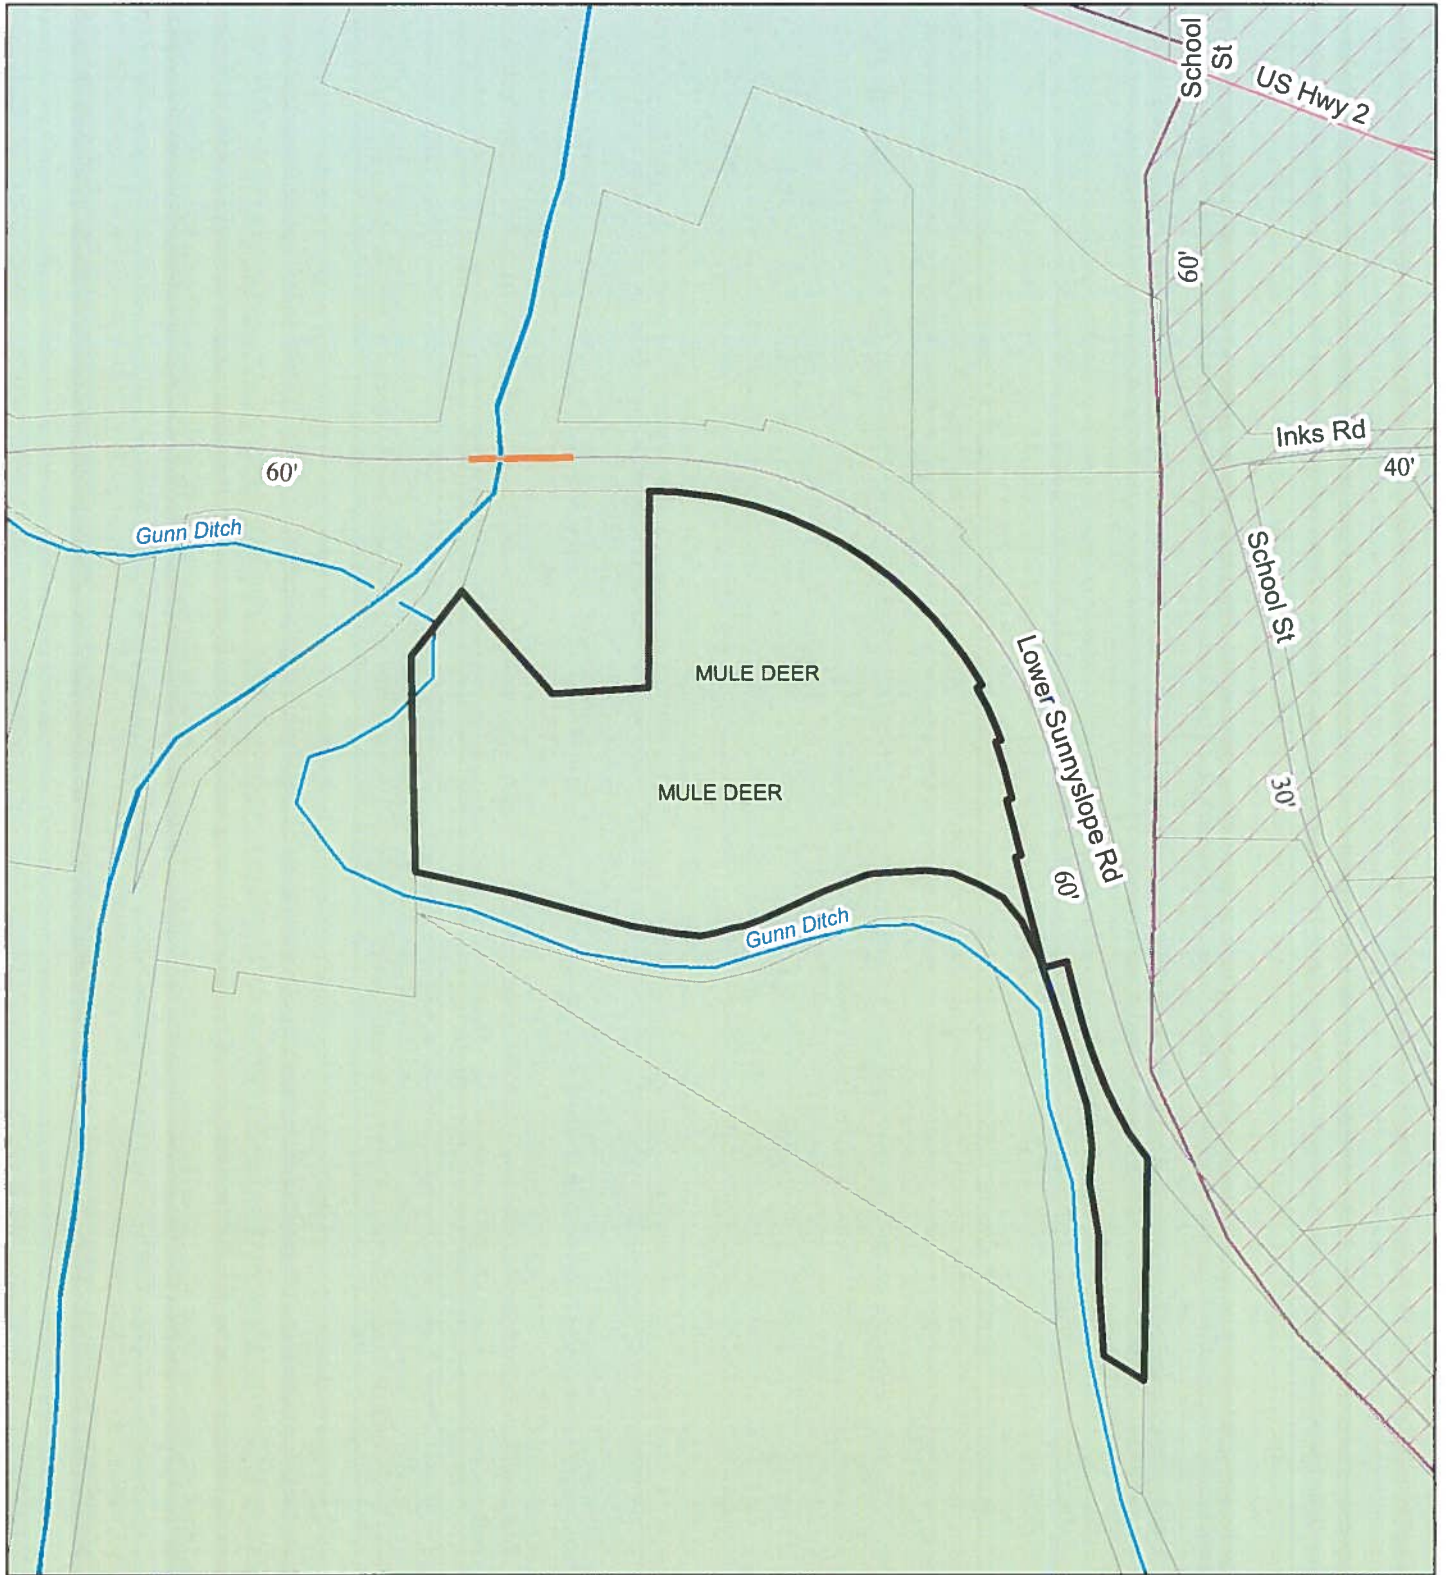 School
St
US Hwy 2
60'
Inks Rd
40'
60'
Gunn Ditch
School St
Lower Sunnyslope Rd
MULE DEER
MULE DEER
30'
60'
Gunn Ditch